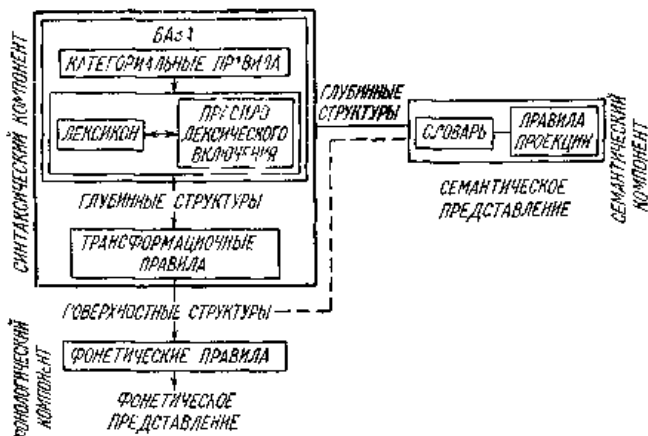 БАЗА
КАТЕГОРИАЛЬНЫЕ ПРАВИЛА
ЛЕКСИКОН
ПРАВИЛО
ЛЕКСИЧЕСКОГО
ВКЛЮЧЕНИЯ
ГЛУБИННЫЕ СТРУКТУРЫ
ТРАНСФОРМАЦИОННЫЕ
ПРАВИЛА
СИНТАКСИЧЕСКИЙ КОМПОНЕНТ
ГЛУБИННЫЕ
СТРУКТУРЫ
СЛОВАРЬ
ПРАВИЛА
ПРОЕКЦИИ
СЕМАНТИЧЕСКОЕ
ПРЕДСТАВЛЕНИЕ
СЕМАНТИЧЕСКИЙ
КОМПОНЕНТ
ПОВЕРХНОСТНЫЕ СТРУКТУРЫ
ФОНЕТИЧЕСКИЕ ПРАВИЛА
ФОНЕТИЧЕСКОЕ
ПРЕДСТАВЛЕНИЕ
ФОНОЛОГИЧЕСКИЙ
КОМПОНЕНТ